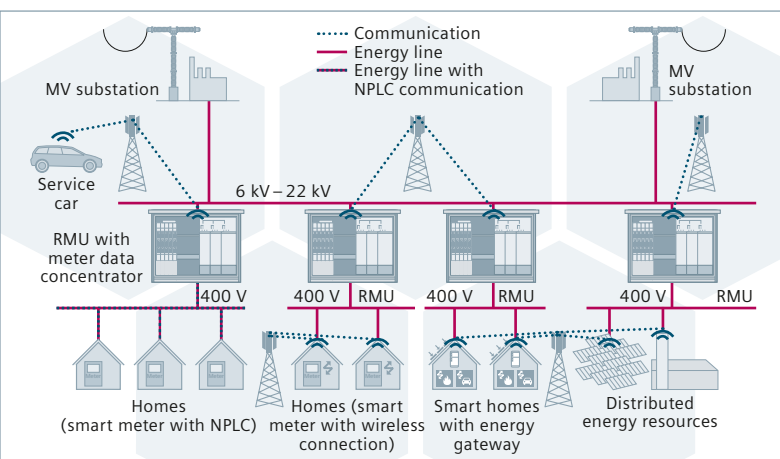 Communication
Energy line
Energy line with
NPLC communication
MV substation
MV
substation
Service
car
6 kV – 22 kV
RMU with
meter data
concentrator
400 V
400 V
RMU
400 V
RMU
400 V
RMU
Homes
(smart meter with NPLC)
Homes (smart
meter with wireless
connection)
Smart homes
with energy
gateway
Distributed
energy resources